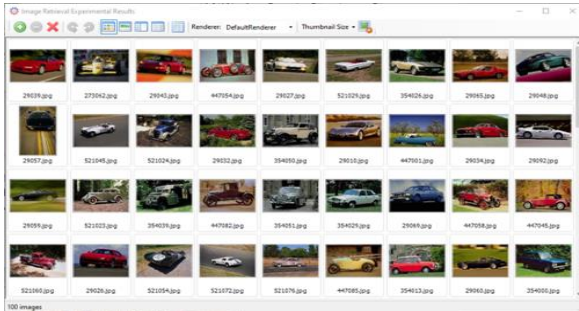 Image Retrieval Experimental Results
Renderer: DefaultRenderer Thumbnail Size
29039.jpg 273062.jpg 29043.jpg 447054.jpg 29027.jpg 521029.jpg 354026.jpg 29065.jpg 29048.jpg
29057.jpg 521045.jpg 521024.jpg 29032.jpg 354050.jpg 29010.jpg 447001.jpg 29034.jpg 29092.jpg
29059.jpg 521023.jpg 354039.jpg 447082.jpg 354051.jpg 354029.jpg 29069.jpg 447058.jpg 447045.jpg
521060.jpg 29026.jpg 521054.jpg 521072.jpg 521076.jpg 447085.jpg 354013.jpg 29060.jpg 354000.jpg
100 images